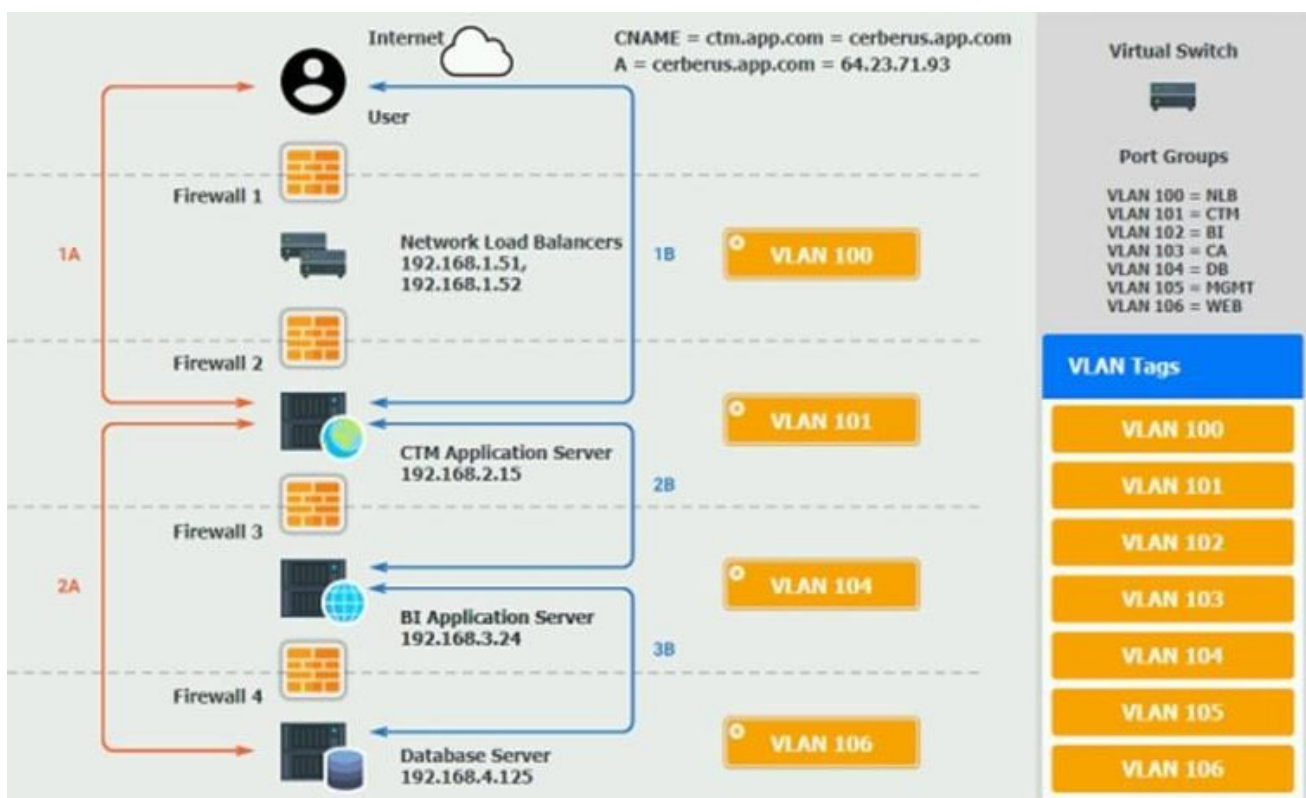 Internet
CNAME = ctm.app.com = cerberus.app.com
A = cerberus.app.com = 64.23.71.93
User
Firewall 1
1A
Network Load Balancers
192.168.1.51,
192.168.1.52
1B
VLAN 100
Firewall 2
VLAN 101
CTM Application Server
192.168.2.15
2B
Firewall 3
2A
VLAN 104
BI Application Server
192.168.3.24
3B
Firewall 4
VLAN 106
Database Server
192.168.4.125
Virtual Switch
Port Groups
VLAN 100 = NLB
VLAN 101 = CTM
VLAN 102 = BI
VLAN 103 = CA
VLAN 104 = DB
VLAN 105 = MGMT
VLAN 106 = WEB
VLAN Tags
VLAN 100
VLAN 101
VLAN 102
VLAN 103
VLAN 104
VLAN 105
VLAN 106